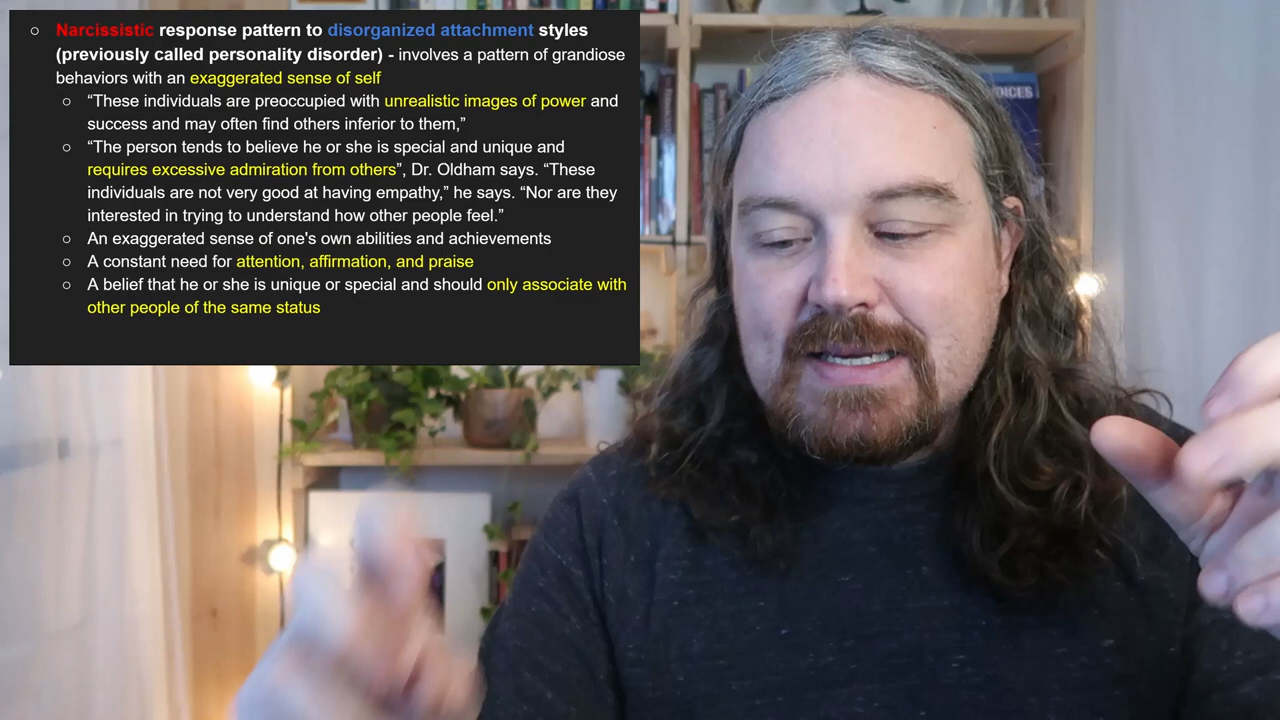 ○ Narcissistic response pattern to disorganized attachment styles
(previously called personality disorder) - involves a pattern of grandiose
behaviors with an exaggerated sense of self
○ “These individuals are preoccupied with unrealistic images of power and
success and may often find others inferior to them,”
○ “The person tends to believe he or she is special and unique and
requires excessive admiration from others”, Dr. Oldham says. “These
individuals are not very good at having empathy,” he says. “Nor are they
interested in trying to understand how other people feel.”
○ An exaggerated sense of one's own abilities and achievements
○ A constant need for attention, affirmation, and praise
○ A belief that he or she is unique or special and should only associate with
other people of the same status